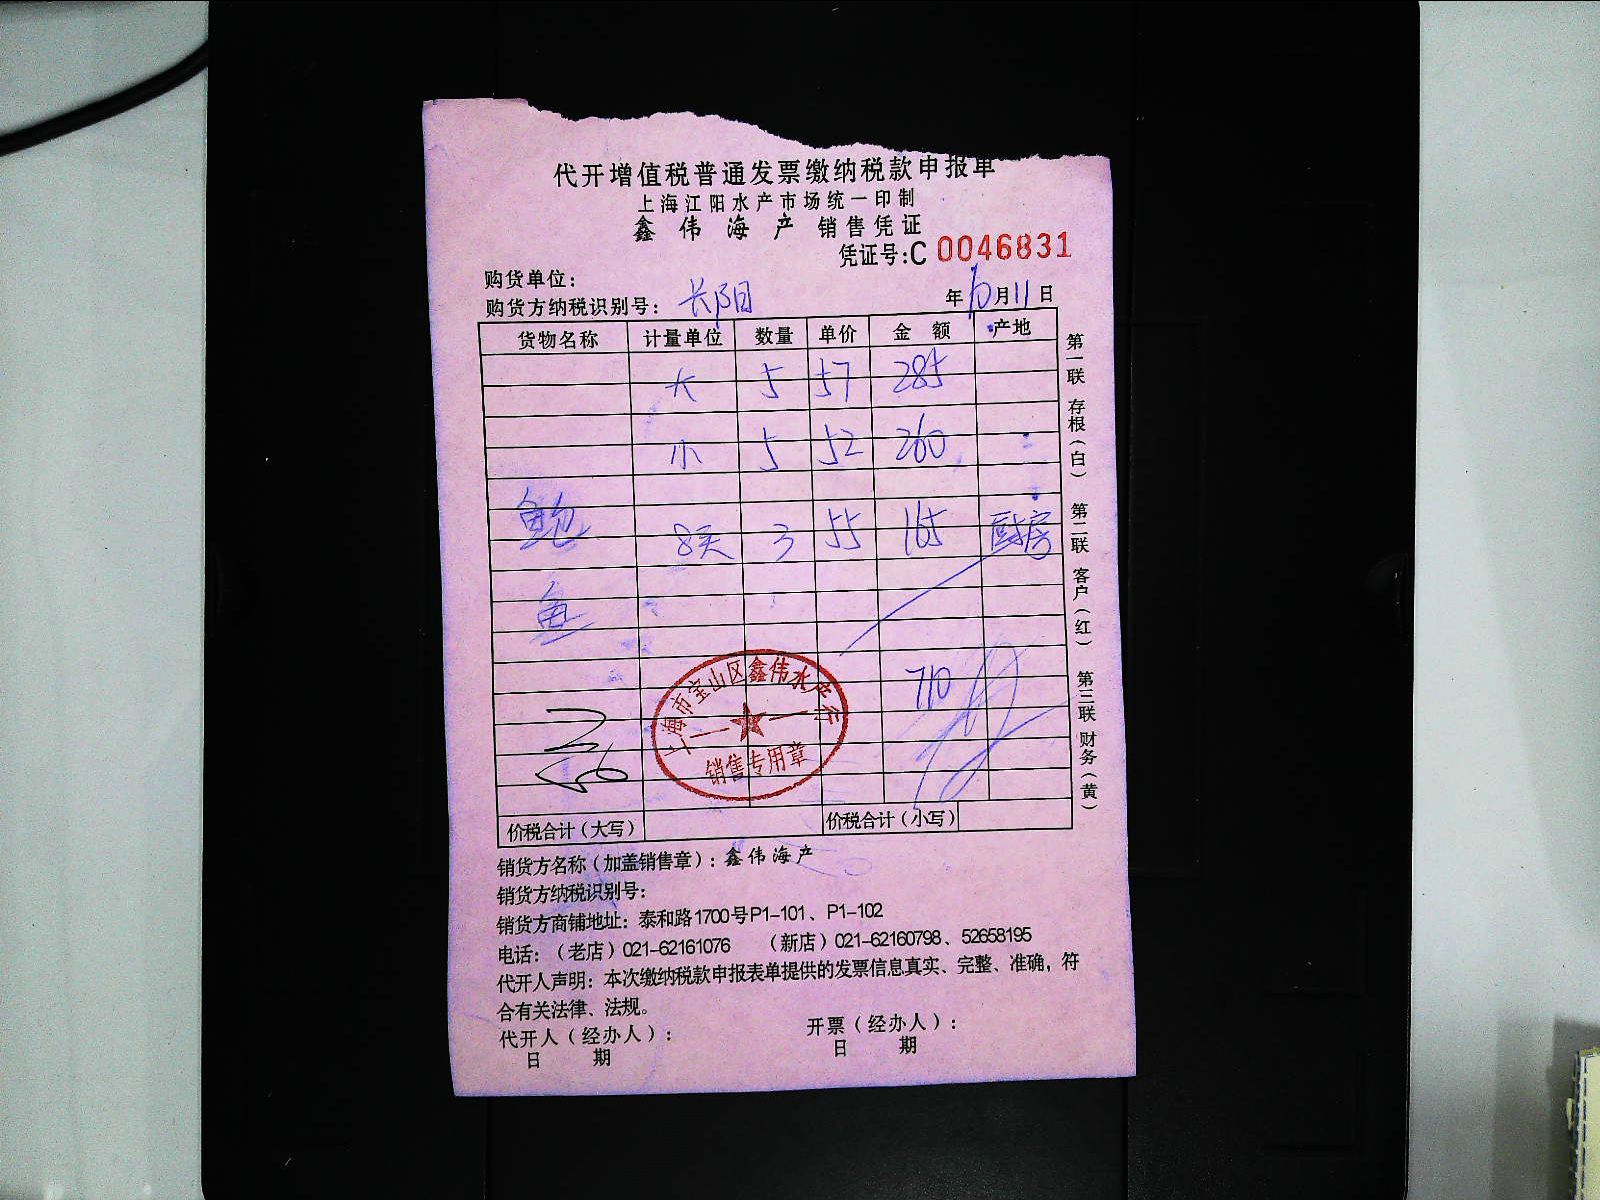 代开增值税普通发票缴纳税款申报单
上海江阳水产市场统一印制
鑫伟海产 销售凭证
凭证号:C 0046831
购货单位:
购货方纳税识别号: 长阳 年10月11日
货物名称 计量单位 数量 单价 金额 产地
大 5 57 285
小 5 52 260
鲍 8头 3 55 165 厨房
鱼
710
上海市宝山区鑫伟水产行
销售专用章
价税合计(大写) 价税合计(小写)
销货方名称(加盖销售章): 鑫伟海产
销货方纳税识别号:
销货方商铺地址: 泰和路1700号P1-101、P1-102
电话:(老店)021-62161076 (新店)021-62160798、52658195
代开人声明: 本次缴纳税款申报表单提供的发票信息真实、完整、准确,符
合有关法律、法规。
代开人(经办人): 开票(经办人):
日 期 日 期
第一联 存根(白)
第二联 客户(红)
第三联 财务(黄)